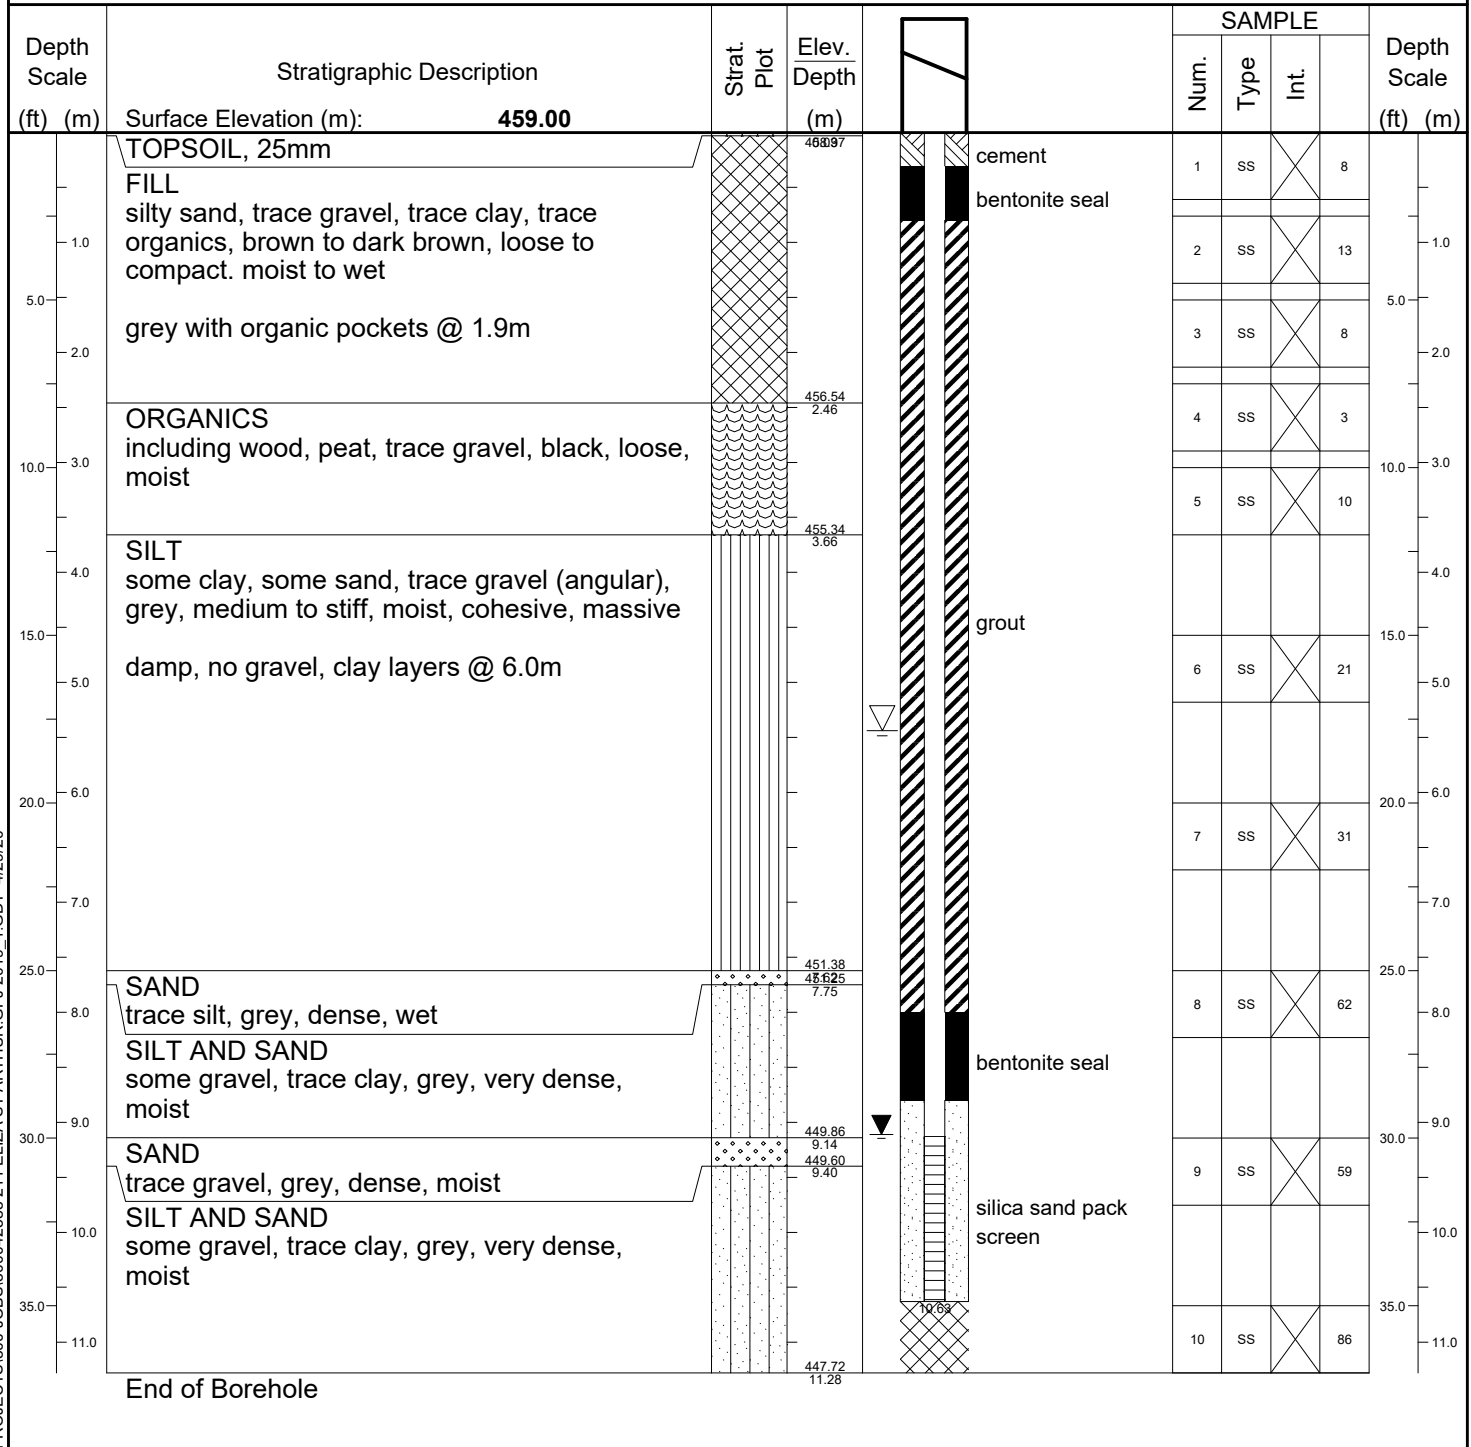 SAMPLE
Depth Scale
Stratigraphic Description
Strat. Plot
Elev. Depth
Num.
Type
Int.
Depth Scale
(ft) (m)
Surface Elevation (m): 459.00
(m)
(ft) (m)
TOPSOIL, 25mm
cement
1 SS 8
FILL
bentonite seal
silty sand, trace gravel, trace clay, trace
organics, brown to dark brown, loose to
1.0
2 SS 13
1.0
compact. moist to wet
5.0
5.0
grey with organic pockets @ 1.9m
3 SS 8
2.0
2.0
456.54
2.46
ORGANICS
4 SS 3
including wood, peat, trace gravel, black, loose,
10.0
3.0
10.0
3.0
moist
5 SS 10
455.34
3.66
SILT
some clay, some sand, trace gravel (angular),
4.0
4.0
grey, medium to stiff, moist, cohesive, massive
grout
15.0
15.0
damp, no gravel, clay layers @ 6.0m
6 SS 21
5.0
5.0
6.0
6.0
20.0
20.0
7 SS 31
7.0
7.0
451.38
25.0
25.0
7.75
SAND
8 SS 62
trace silt, grey, dense, wet
8.0
8.0
SILT AND SAND
bentonite seal
some gravel, trace clay, grey, very dense,
moist
9.0
9.0
449.86
30.0
30.0
9.14
SAND
449.60
9.40
trace gravel, grey, dense, moist
9 SS 59
SILT AND SAND
silica sand pack
10.0
screen
10.0
some gravel, trace clay, grey, very dense,
moist
35.0
10.63
35.0
11.0
10 SS 86
11.0
447.72
11.28
End of Borehole